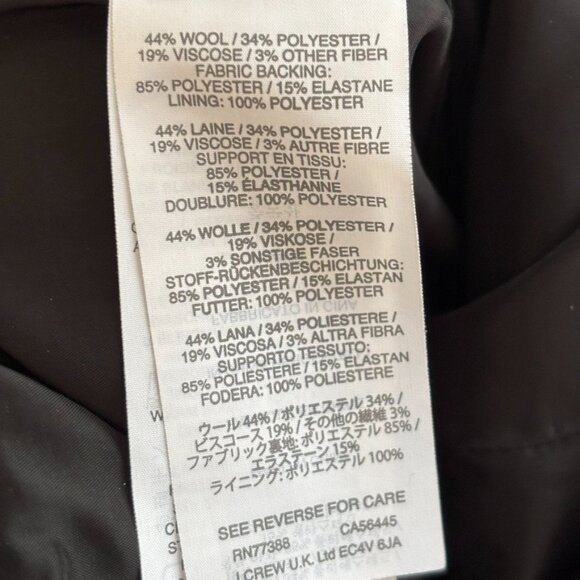 44% WOOL / 34% POLYESTER /
19% VISCOSE / 3% OTHER FIBER
FABRIC BACKING:
85% POLYESTER / 15% ELASTANE
LINING: 100% POLYESTER
44% LAINE / 34% POLYESTER /
19% VISCOSE / 3% AUTRE FIBRE
SUPPORT EN TISSU:
85% POLYESTER /
15% ÉLASTHANNE
DOUBLURE: 100% POLYESTER
44% WOLLE / 34% POLYESTER /
19% VISKOSE /
3% SONSTIGE FASER
STOFF-RÜCKENBESCHICHTUNG:
85% POLYESTER / 15% ELASTAN
FUTTER: 100% POLYESTER
44% LANA / 34% POLIESTERE /
19% VISCOSA / 3% ALTRA FIBRA
SUPPORTO TESSUTO:
85% POLIESTERE / 15% ELASTAN
FODERA: 100% POLIESTERE
ウール 44% / ポリエステル 34% /
ビスコース 19% / その他の繊維 3%
ファブリック裏地: ポリエステル 85% /
エラステーン 15%
ライニング: ポリエステル 100%
SEE REVERSE FOR CARE
RN77388 CA56445
J.CREW U.K. Ltd EC4V 6JA